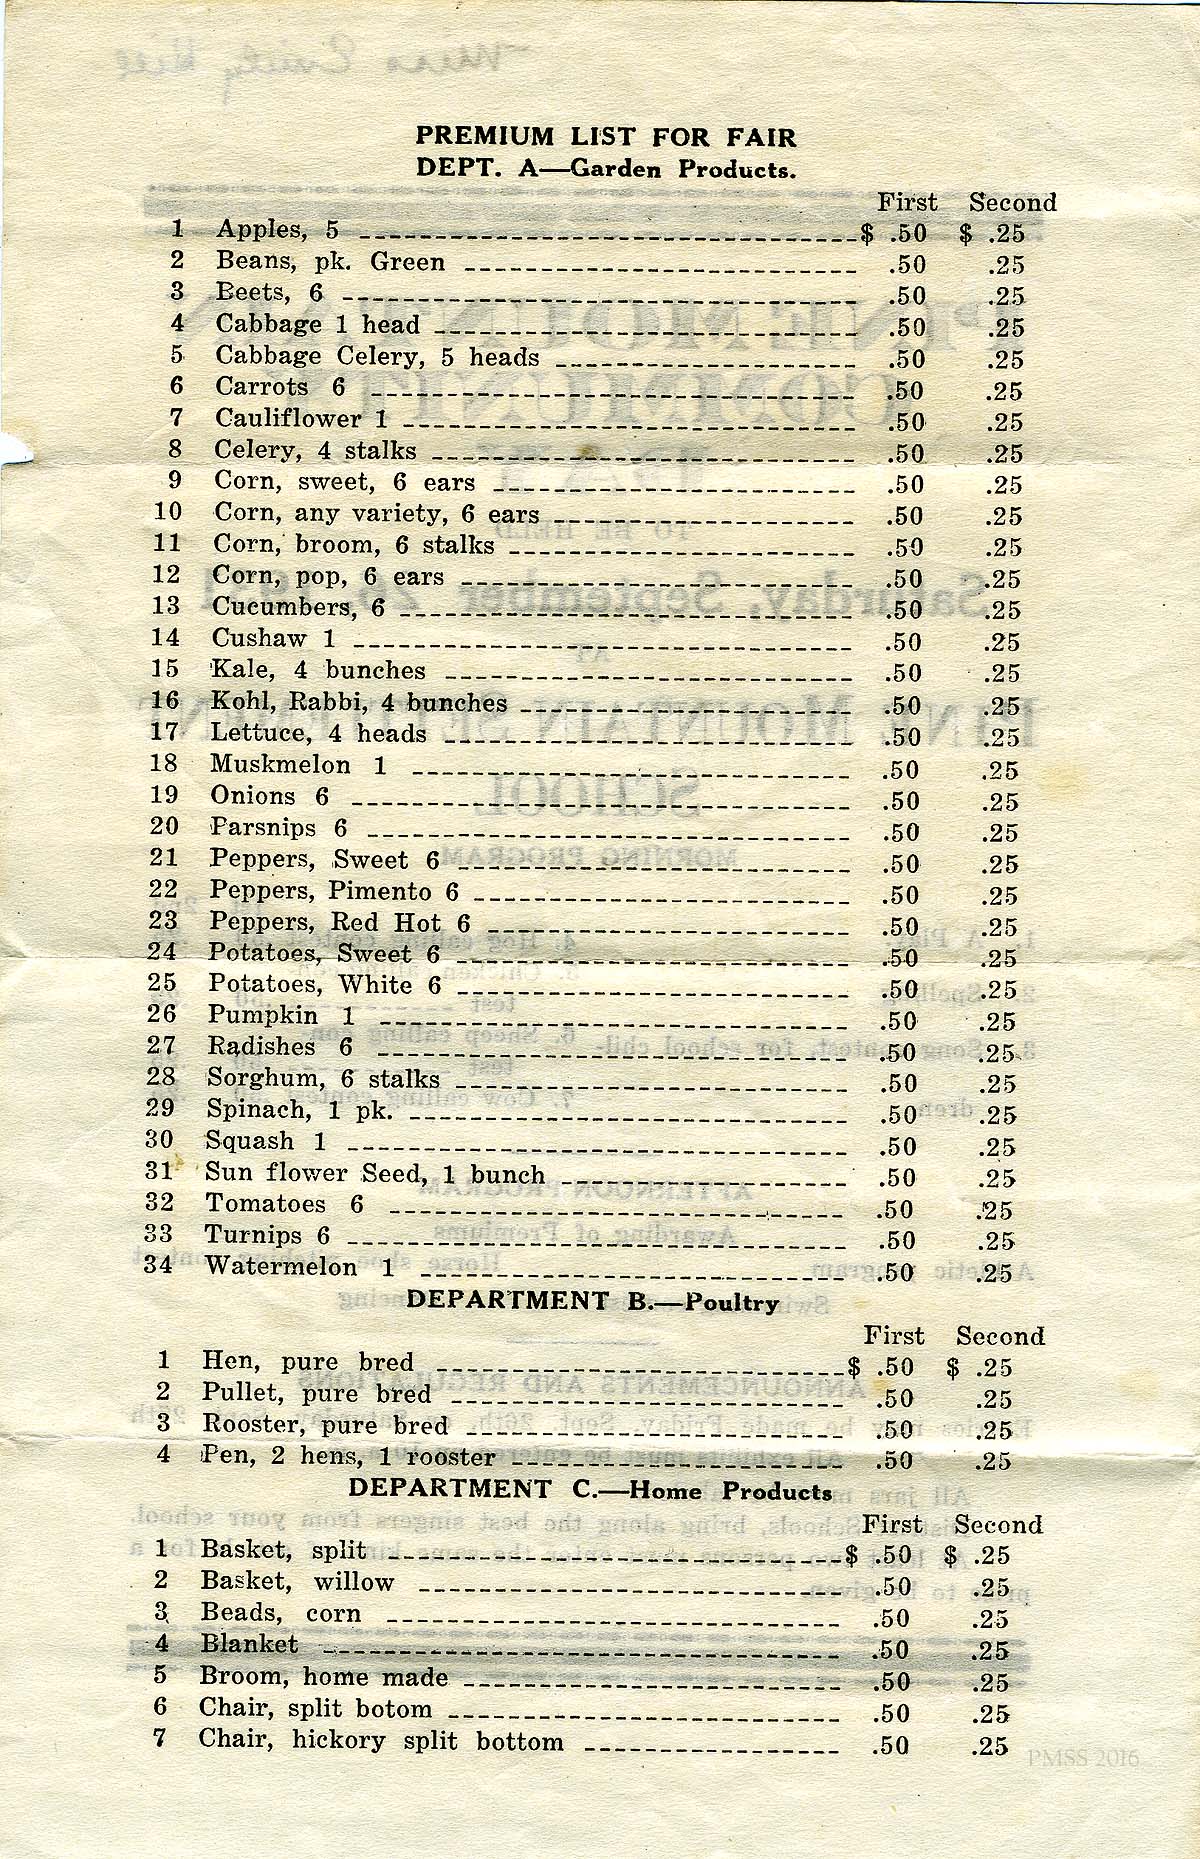 PREMIUM LIST FOR FAIR
DEPT. A—Garden Products.
First Second
1 Apples, 5 $ .50 $ .25
2 Beans, pk. Green .50 .25
3 Beets, 6 .50 .25
4 Cabbage 1 head .50 .25
5 Cabbage Celery, 5 heads .50 .25
6 Carrots 6 .50 .25
7 Cauliflower 1 .50 .25
8 Celery, 4 stalks .50 .25
9 Corn, sweet, 6 ears .50 .25
10 Corn, any variety, 6 ears .50 .25
11 Corn, broom, 6 stalks .50 .25
12 Corn, pop, 6 ears .50 .25
13 Cucumbers, 6 .50 .25
14 Cushaw 1 .50 .25
15 Kale, 4 bunches .50 .25
16 Kohl, Rabbi, 4 bunches .50 .25
17 Lettuce, 4 heads .50 .25
18 Muskmelon 1 .50 .25
19 Onions 6 .50 .25
20 Parsnips 6 .50 .25
21 Peppers, Sweet 6 .50 .25
22 Peppers, Pimento 6 .50 .25
23 Peppers, Red Hot 6 .50 .25
24 Potatoes, Sweet 6 .50 .25
25 Potatoes, White 6 .50 .25
26 Pumpkin 1 .50 .25
27 Radishes 6 .50 .25
28 Sorghum, 6 stalks .50 .25
29 Spinach, 1 pk. .50 .25
30 Squash 1 .50 .25
31 Sun flower Seed, 1 bunch .50 .25
32 Tomatoes 6 .50 .25
33 Turnips 6 .50 .25
34 Watermelon 1 .50 .25
DEPARTMENT B.—Poultry
First Second
1 Hen, pure bred $ .50 $ .25
2 Pullet, pure bred .50 .25
3 Rooster, pure bred .50 .25
4 Pen, 2 hens, 1 rooster .50 .25
DEPARTMENT C.—Home Products
First Second
1 Basket, split $ .50 $ .25
2 Basket, willow .50 .25
3 Beads, corn .50 .25
4 Blanket .50 .25
5 Broom, home made .50 .25
6 Chair, split botom .50 .25
7 Chair, hickory split bottom .50 .25
PMSS 2016